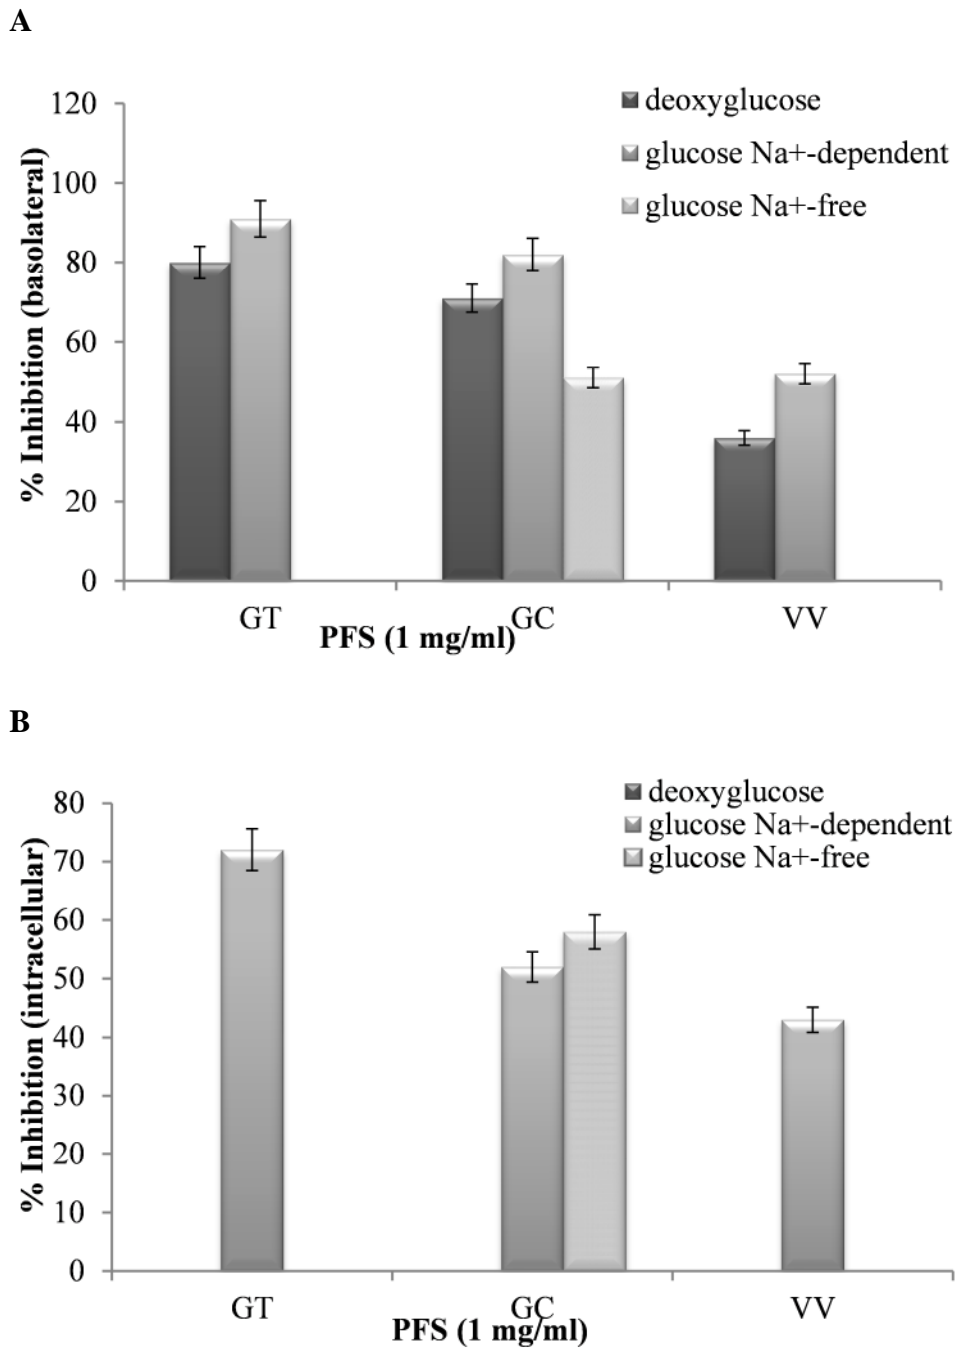 A
120
100
80
60
40
20
0
% Inhibition (basolateral)
deoxyglucose
glucose Na+-dependent
glucose Na+-free
GT GC VV
PFS (1 mg/ml)
B
80
70
60
50
40
30
20
10
0
% Inhibition (intracellular)
deoxyglucose
glucose Na+-dependent
glucose Na+-free
GT GC VV
PFS (1 mg/ml)